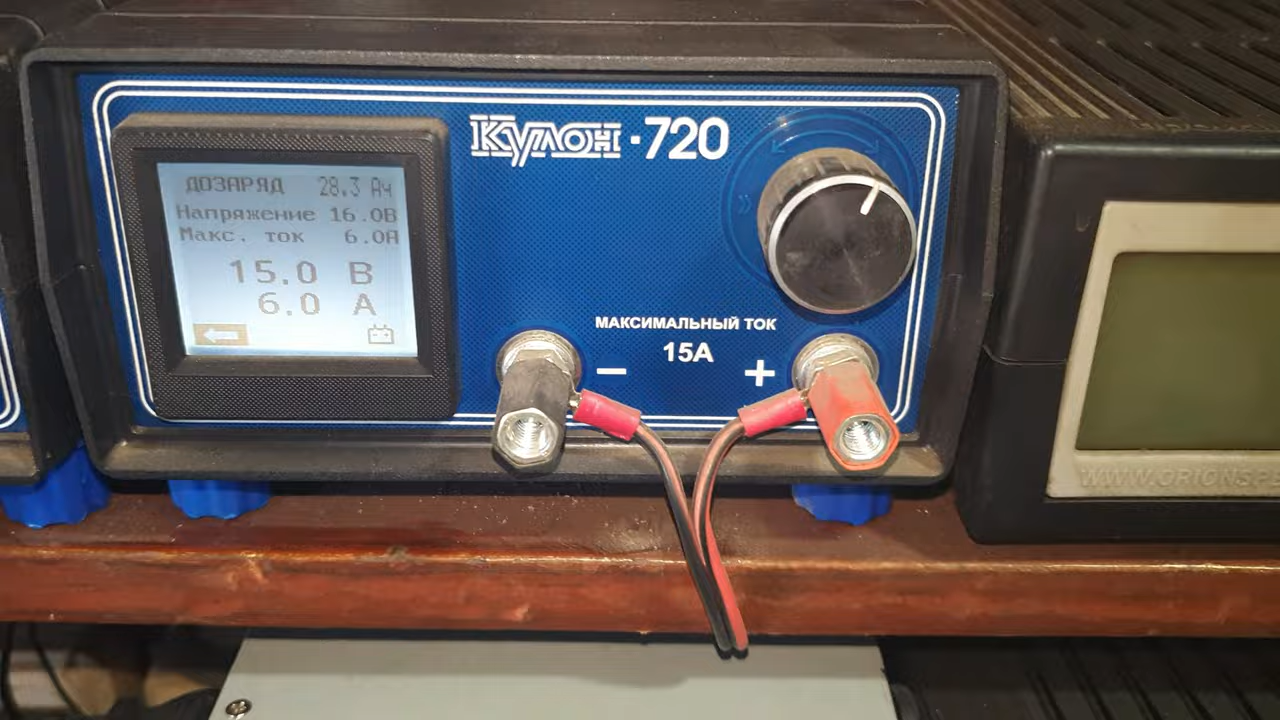 КУЛОН·720
ДОЗАРЯД 28.3 Ач
Напряжение 16.0В
Макс. ток 6.0А
15.0 В
6.0 А
МАКСИМАЛЬНЫЙ ТОК
15А
− +